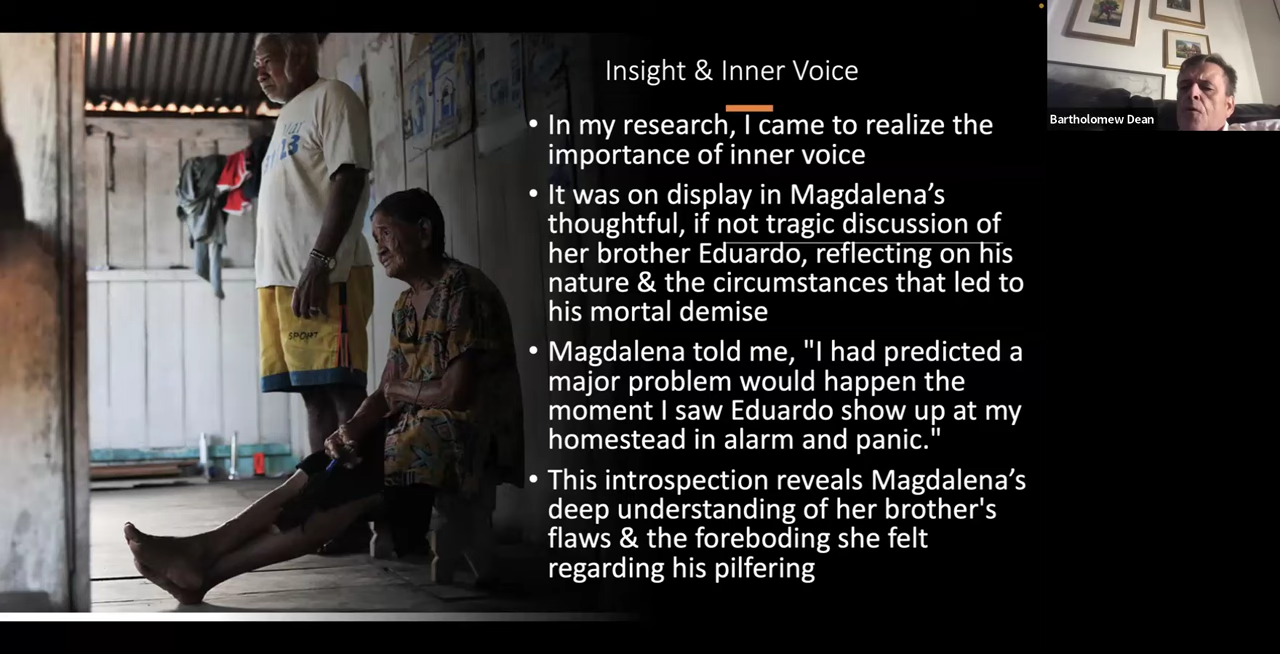 Insight & Inner Voice
• In my research, I came to realize the
importance of inner voice
• It was on display in Magdalena’s
thoughtful, if not tragic discussion of
her brother Eduardo, reflecting on his
nature & the circumstances that led to
his mortal demise
• Magdalena told me, "I had predicted a
major problem would happen the
moment I saw Eduardo show up at my
homestead in alarm and panic."
• This introspection reveals Magdalena’s
deep understanding of her brother's
flaws & the foreboding she felt
regarding his pilfering
Bartholomew Dean
SPORT